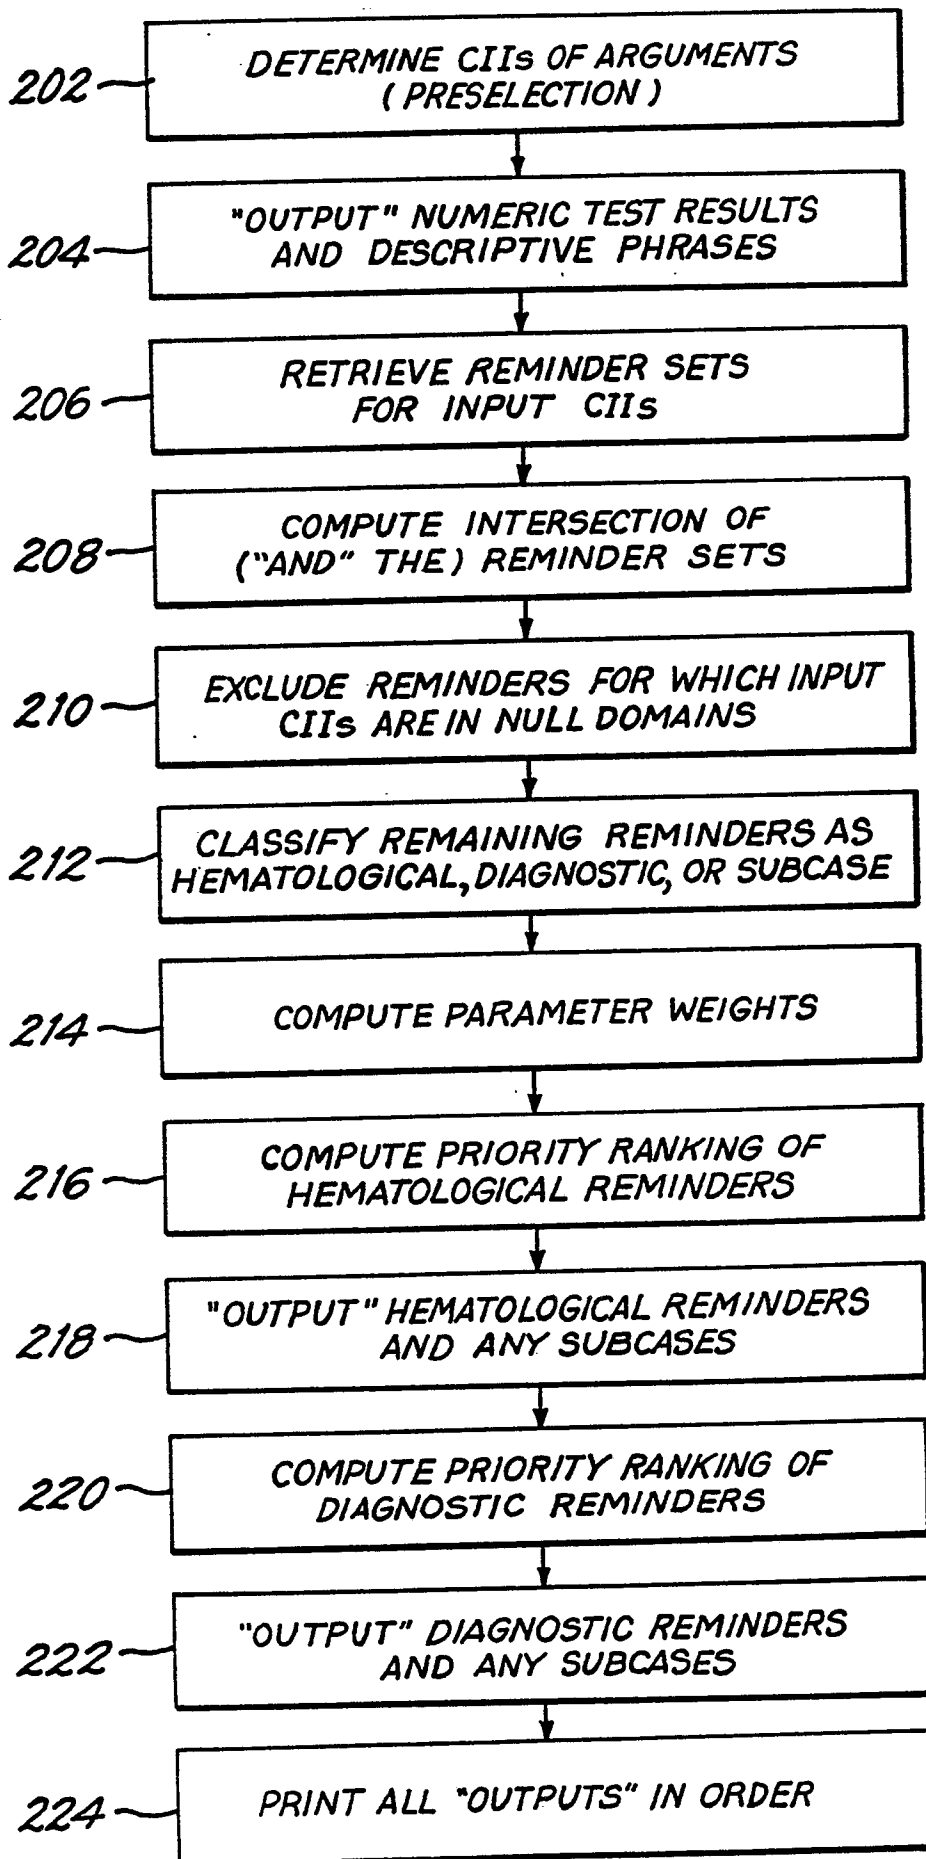 202
DETERMINE CIIs OF ARGUMENTS
(PRESELECTION)
204
"OUTPUT" NUMERIC TEST RESULTS
AND DESCRIPTIVE PHRASES
206
RETRIEVE REMINDER SETS
FOR INPUT CIIs
208
COMPUTE INTERSECTION OF
("AND" THE) REMINDER SETS
210
EXCLUDE REMINDERS FOR WHICH INPUT
CIIs ARE IN NULL DOMAINS
212
CLASSIFY REMAINING REMINDERS AS
HEMATOLOGICAL, DIAGNOSTIC, OR SUBCASE
214
COMPUTE PARAMETER WEIGHTS
216
COMPUTE PRIORITY RANKING OF
HEMATOLOGICAL REMINDERS
218
"OUTPUT" HEMATOLOGICAL REMINDERS
AND ANY SUBCASES
220
COMPUTE PRIORITY RANKING OF
DIAGNOSTIC REMINDERS
222
"OUTPUT" DIAGNOSTIC REMINDERS
AND ANY SUBCASES
224
PRINT ALL "OUTPUTS" IN ORDER